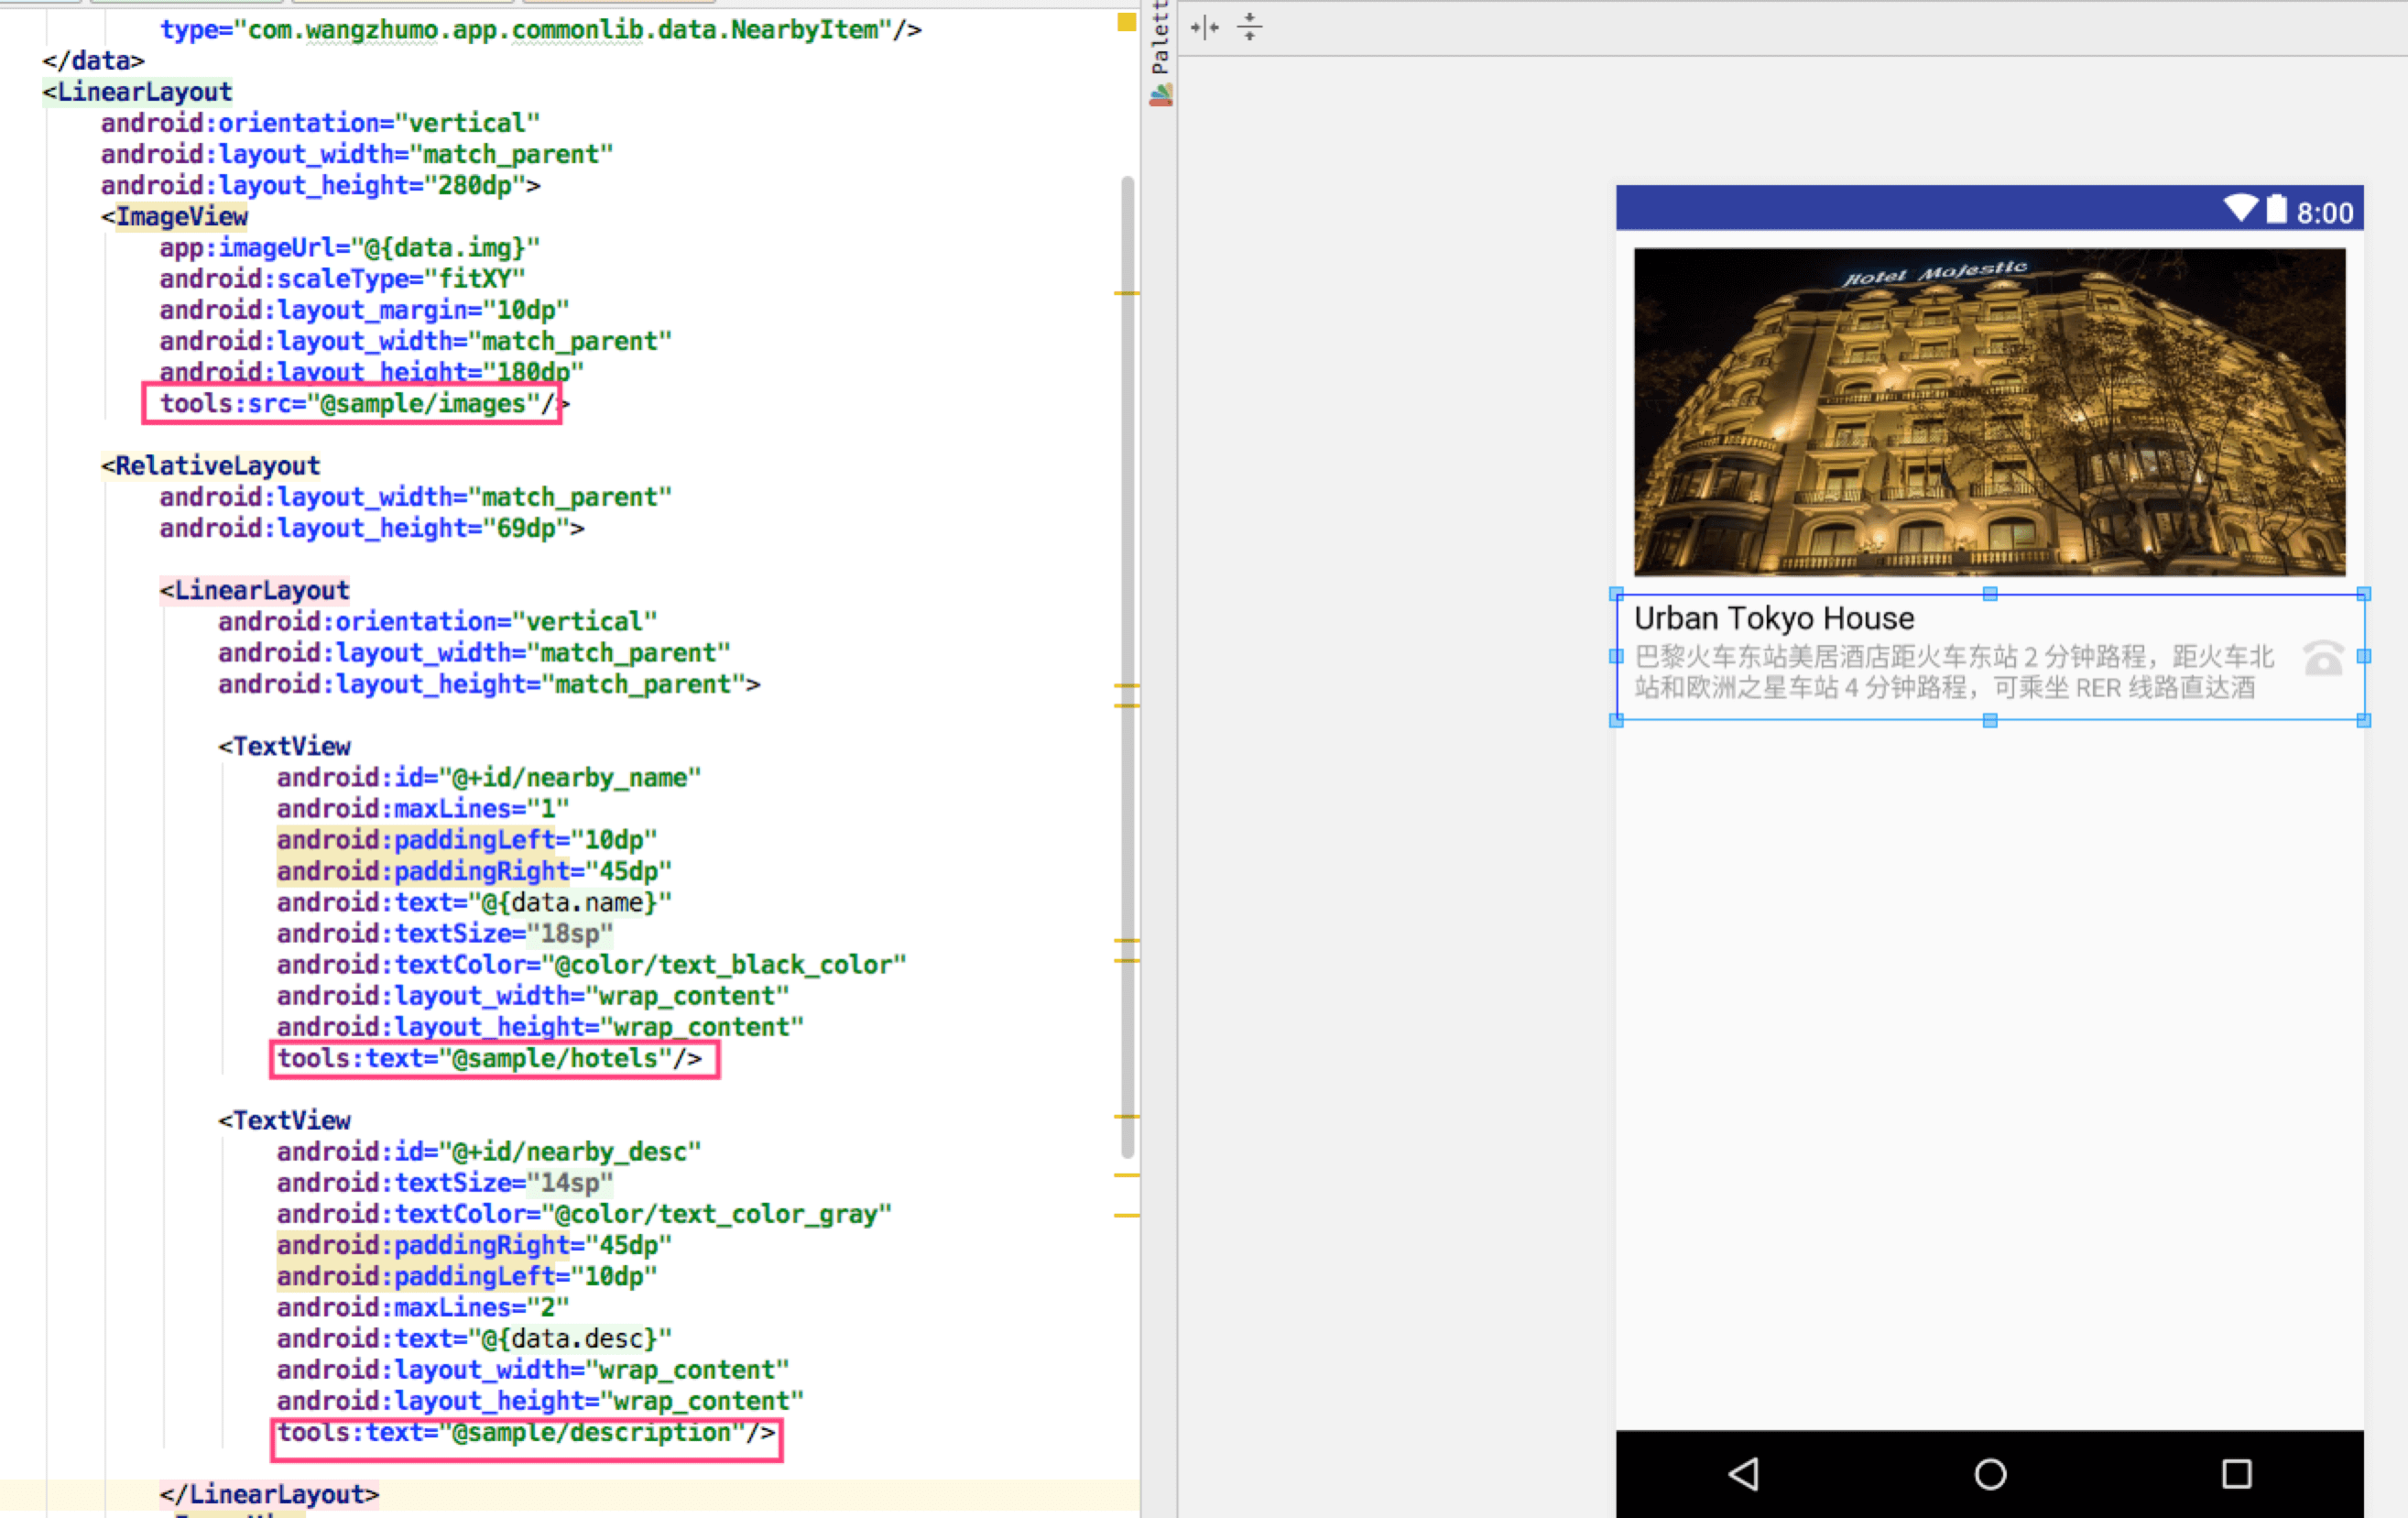 type="com.wangzhumo.app.commonlib.data.NearbyItem"/>
</data>
<LinearLayout
android:orientation="vertical"
android:layout_width="match_parent"
android:layout_height="280dp">
<ImageView
app:imageUrl="@{data.img}"
android:scaleType="fitXY"
android:layout_margin="10dp"
android:layout_width="match_parent"
android:layout_height="180dp"
tools:src="@sample/images"/>
<RelativeLayout
android:layout_width="match_parent"
android:layout_height="69dp">
<LinearLayout
android:orientation="vertical"
android:layout_width="match_parent"
android:layout_height="match_parent">
<TextView
android:id="@+id/nearby_name"
android:maxLines="1"
android:paddingLeft="10dp"
android:paddingRight="45dp"
android:text="@{data.name}"
android:textSize="18sp"
android:textColor="@color/text_black_color"
android:layout_width="wrap_content"
android:layout_height="wrap_content"
tools:text="@sample/hotels"/>
<TextView
android:id="@+id/nearby_desc"
android:textSize="14sp"
android:textColor="@color/text_color_gray"
android:paddingRight="45dp"
android:paddingLeft="10dp"
android:maxLines="2"
android:text="@{data.desc}"
android:layout_width="wrap_content"
android:layout_height="wrap_content"
tools:text="@sample/description"/>
</LinearLayout>
8:00
Hotel Majestic
Urban Tokyo House
巴黎火车东站美居酒店距火车东站 2 分钟路程，距火车北
站和欧洲之星车站 4 分钟路程，可乘坐 RER 线路直达酒